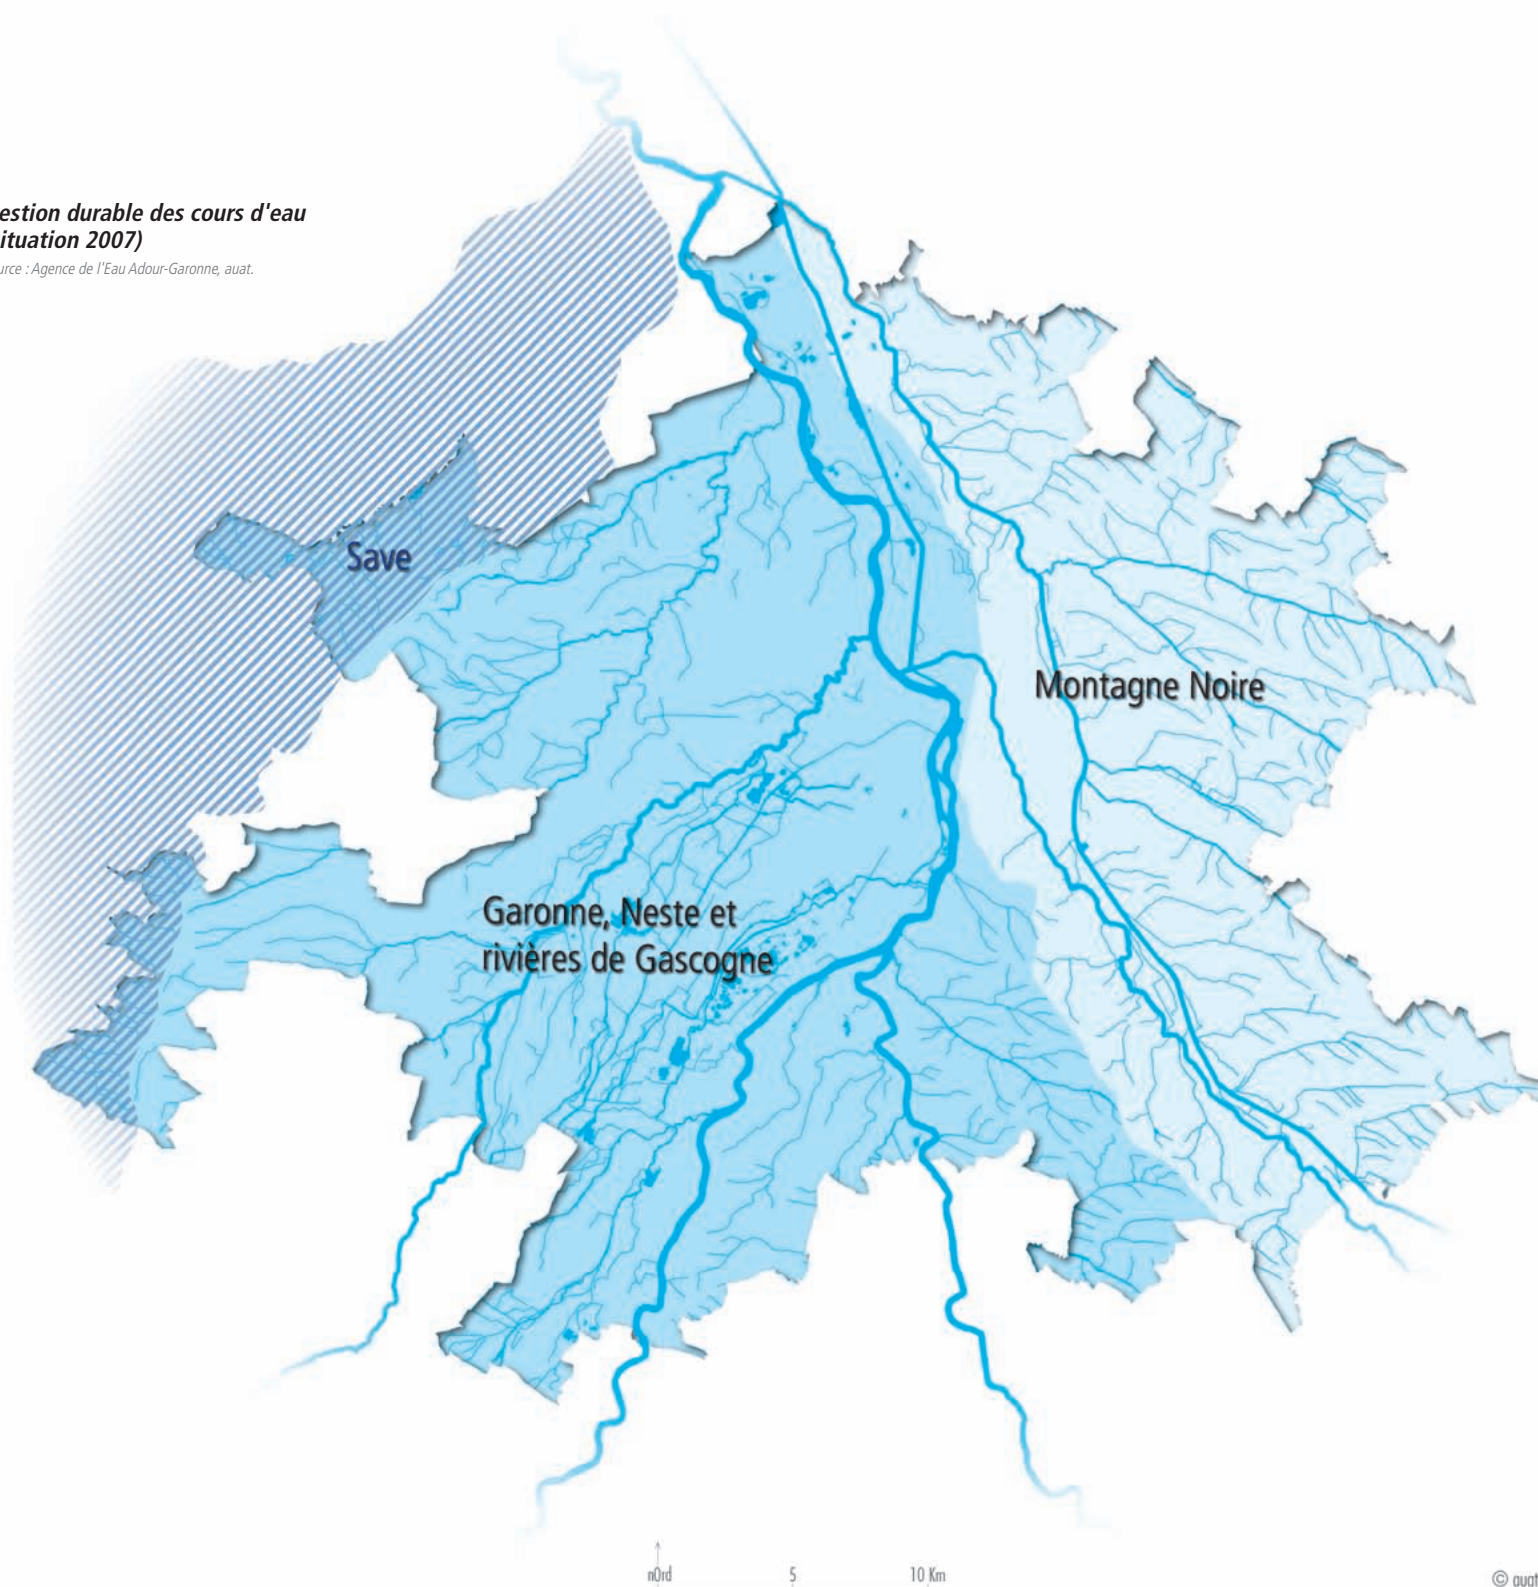 estion durable des cours d'eau
ituation 2007)
urce : Agence de l'Eau Adour-Garonne, auat.
Save
Montagne Noire
Garonne, Neste et
rivières de Gascogne
nOrd 5 10 Km
© auat